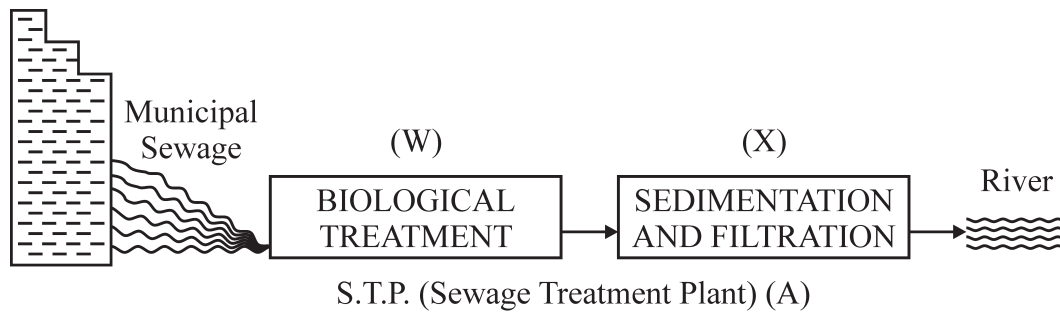 Municipal
Sewage
(W)
BIOLOGICAL
TREATMENT
(X)
SEDIMENTATION
AND FILTRATION
River
S.T.P. (Sewage Treatment Plant) (A)